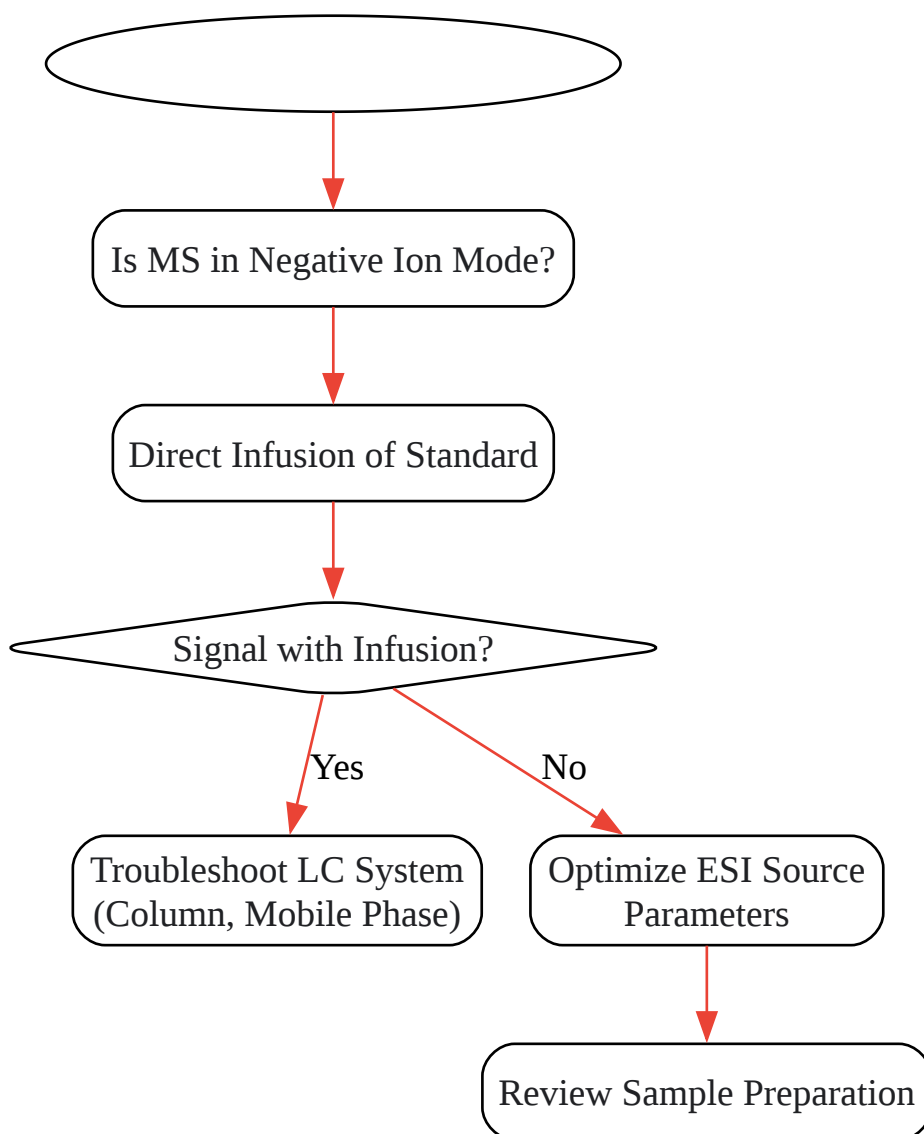 Is MS in Negative Ion Mode?
Direct Infusion of Standard
Signal with Infusion?
Yes
No
Troubleshoot LC System
(Column, Mobile Phase)
Optimize ESI Source
Parameters
Review Sample Preparation